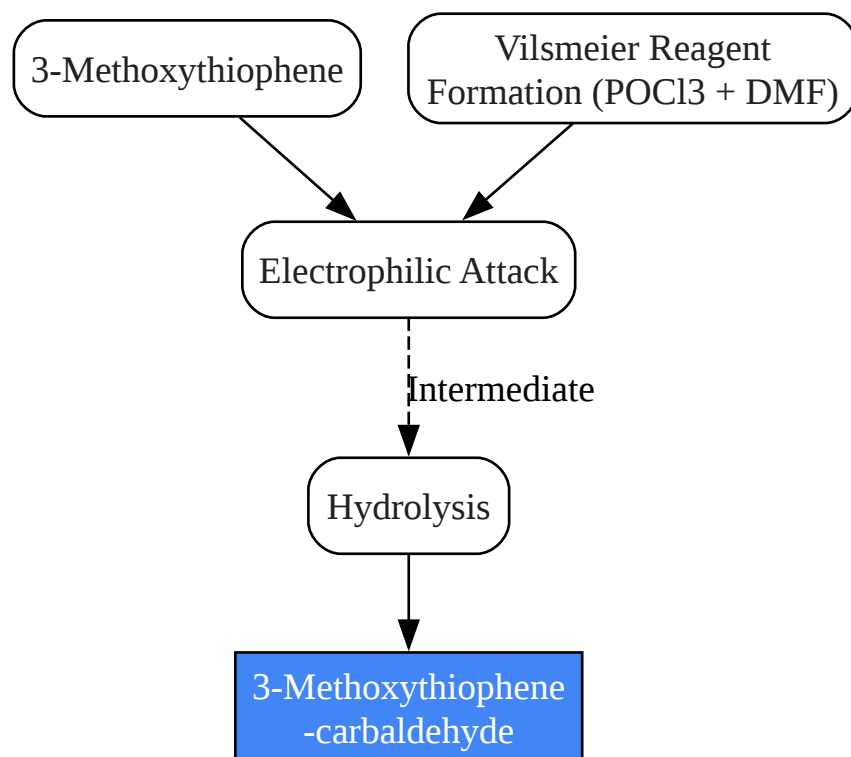 3-Methoxythiophene
Vilsmeier Reagent
Formation (POCl3 + DMF)
Electrophilic Attack
Intermediate
Hydrolysis
3-Methoxythiophene
-carbaldehyde